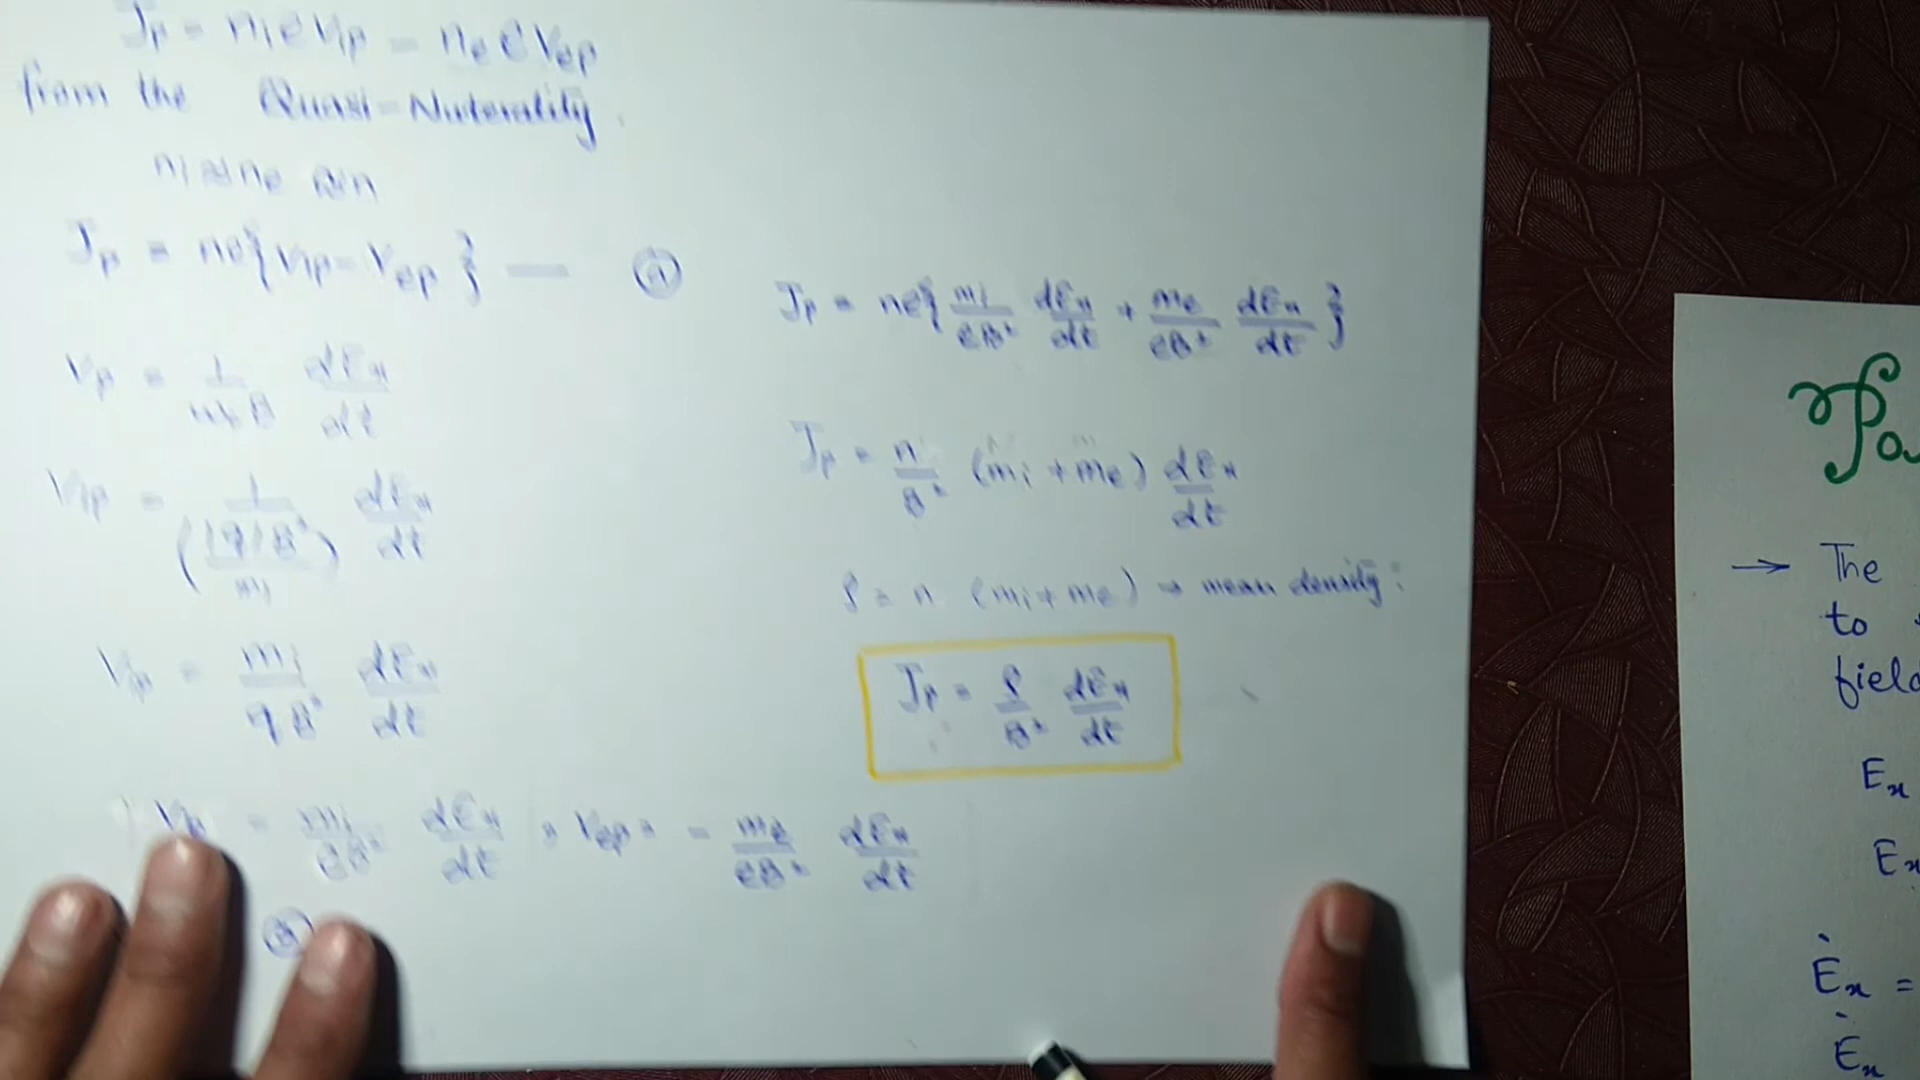 Jp = nieVip - neeVep
from the Quasi-Nuterality.
ni ≈ ne ≈ n
Jp = ne{Vip - Vep} — (A)
Vp = 1/ωcB dEx/dt
Vip = 1/(|q|B²/mi) dEx/dt
Vip = mi/qB² dEx/dt
Vip = mi/eB² dEx/dt , Vep = - me/eB² dEx/dt
(B)
Jp = ne{mi/eB² dEx/dt + me/eB² dEx/dt}
Jp = n/B² (mi + me) dEx/dt
ρ = n (mi + me) → mean density:
Jp = ρ/B² dEx/dt
→ The
to
field
Ex
Ex
Ėx =
Ėx